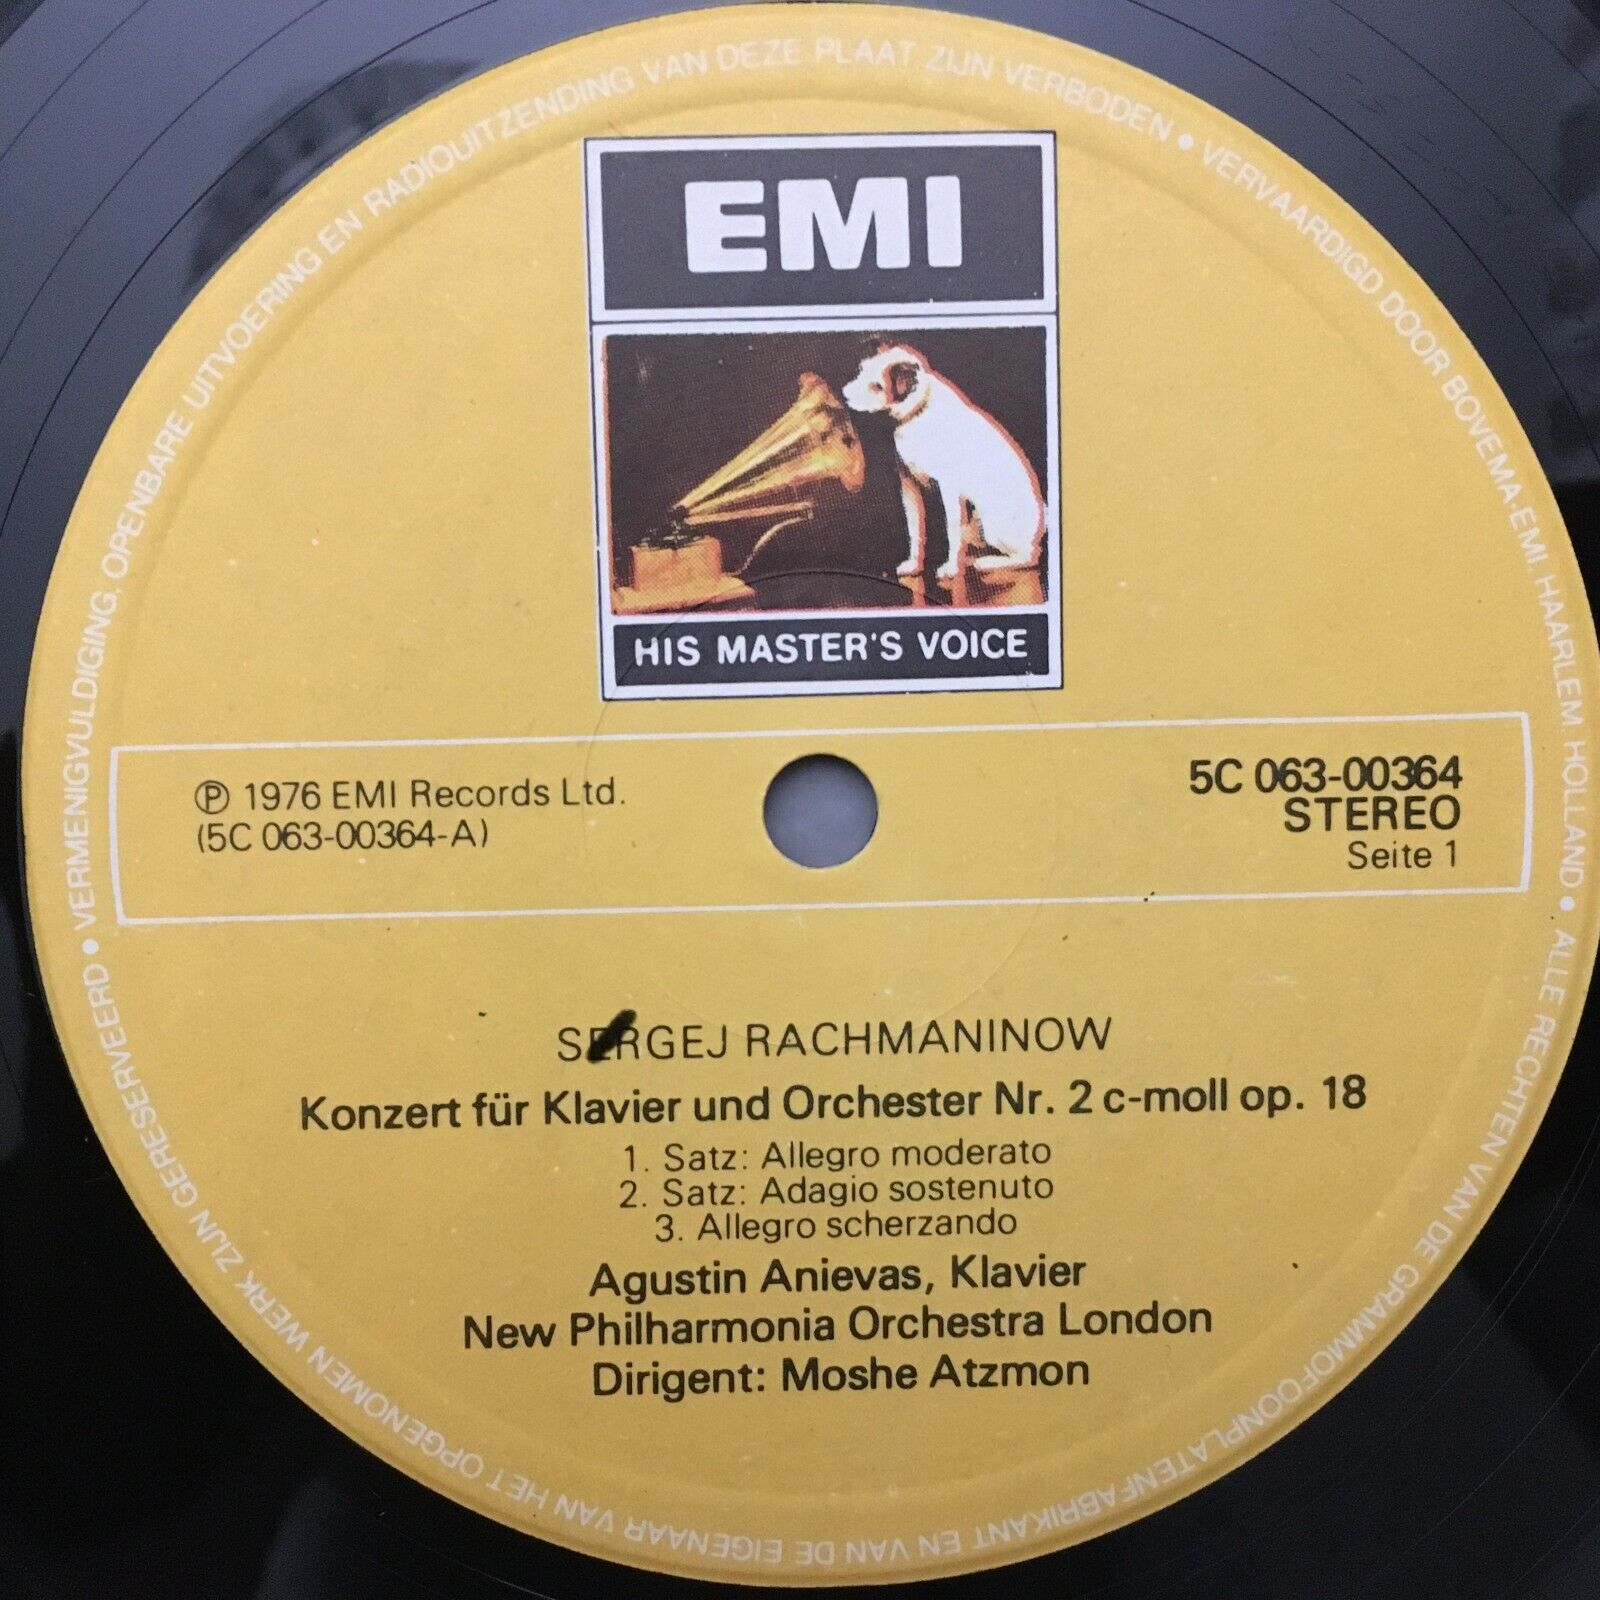 EMI
HIS MASTER'S VOICE
℗ 1976 EMI Records Ltd.
(5C 063-00364-A)
5C 063-00364
STEREO
Seite 1
SERGEJ RACHMANINOW
Konzert für Klavier und Orchester Nr. 2 c-moll op. 18
1. Satz: Allegro moderato
2. Satz: Adagio sostenuto
3. Allegro scherzando
Agustin Anievas, Klavier
New Philharmonia Orchestra London
Dirigent: Moshe Atzmon
• VERMENIGVULDIGING, OPENBARE UITVOERING EN RADIOUITZENDING VAN DEZE PLAAT ZIJN VERBODEN • VERVAARDIGD DOOR BOVEMA-EMI, HAARLEM, HOLLAND • ALLE RECHTEN VAN DE GRAMMOFOONPLATENFABRIKANT EN VAN DE EIGENAAR VAN HET OPGENOMEN WERK ZIJN GERESERVEERD